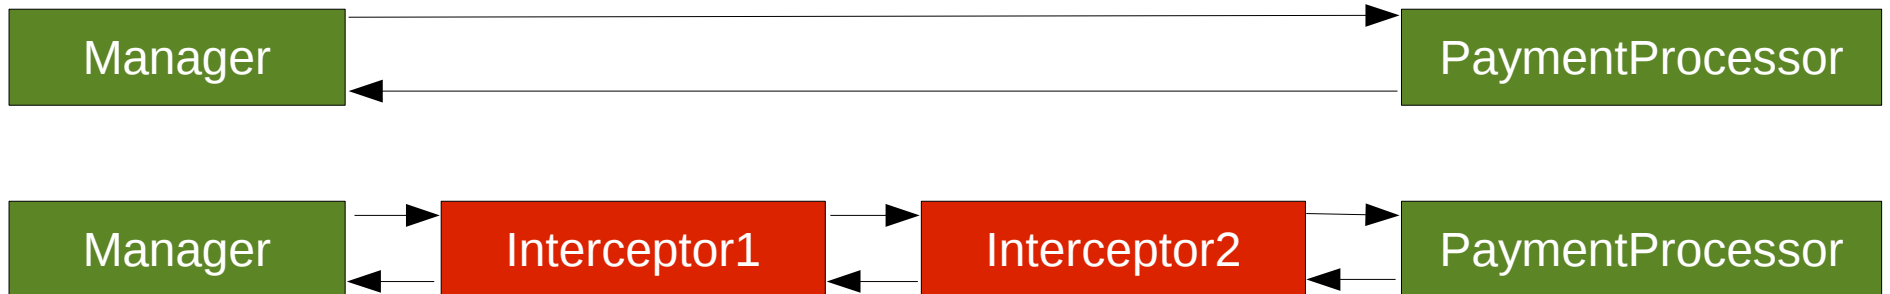 Manager PaymentProcessor
Manager Interceptor1 Interceptor2 PaymentProcessor